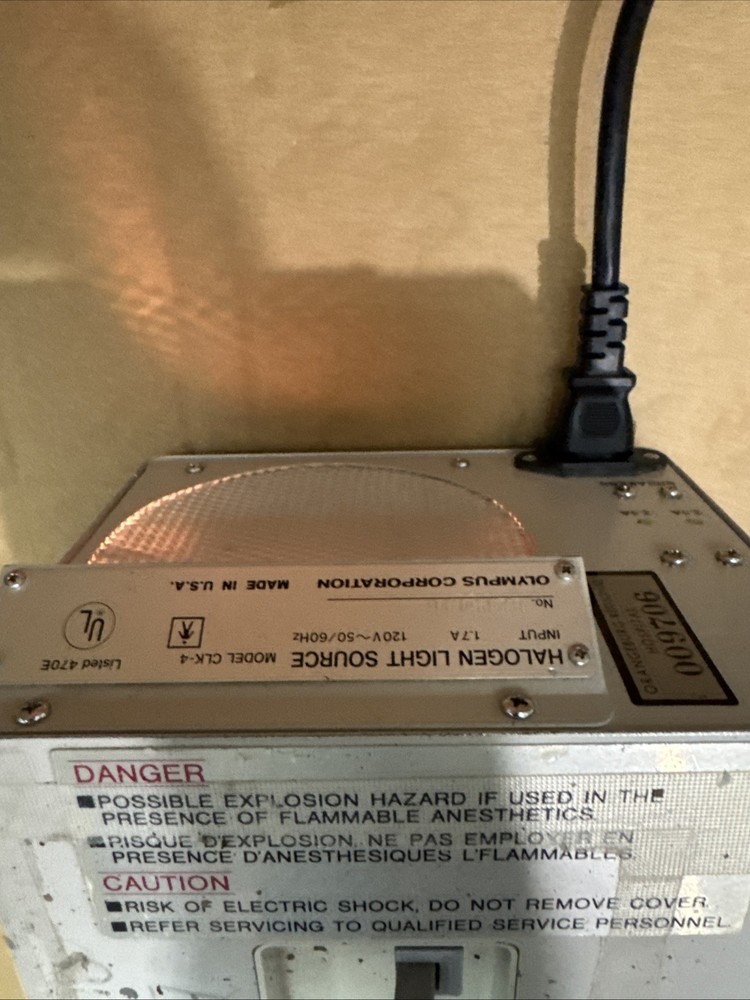 OLYMPUS CORPORATION MADE IN U.S.A.
No.
INPUT 1.7A 120V~50/60Hz
HALOGEN LIGHT SOURCE MODEL CLK-4
UL
Listed 470E
009706
DANGER
■POSSIBLE EXPLOSION HAZARD IF USED IN THE
PRESENCE OF FLAMMABLE ANESTHETICS.
■RISQUE D'EXPLOSION, NE PAS EMPLOYER EN
PRESENCE D'ANESTHESIQUES L'FLAMMABLES.
CAUTION
■RISK OF ELECTRIC SHOCK, DO NOT REMOVE COVER.
■REFER SERVICING TO QUALIFIED SERVICE PERSONNEL.